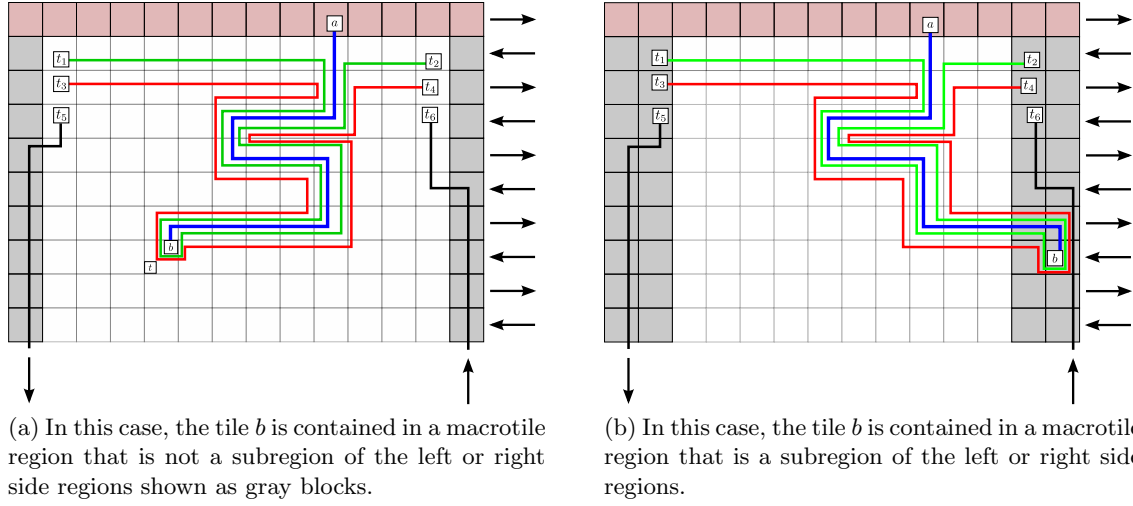 a
t1 t2
t3 t4
t5 t6
b
t
a
t1 t2
t3 t4
t5 t6
b
(a) In this case, the tile b is contained in a macrotile
region that is not a subregion of the left or right
side regions shown as gray blocks.
(b) In this case, the tile b is contained in a macrotile
region that is a subregion of the left or right side
regions.